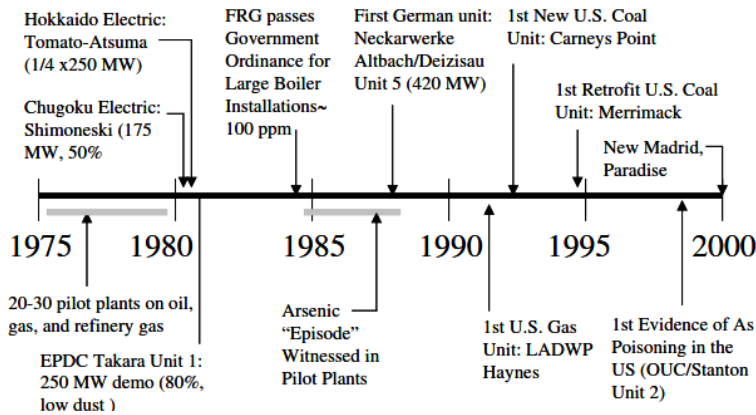 Hokkaido Electric:
Tomato-Atsuma
(1/4 x250 MW)
Chugoku Electric:
Shimoneski (175
MW, 50%
FRG passes
Government
Ordinance for
Large Boiler
Installations~
100 ppm
First German unit:
Neckarwerke
Altbach/Deizisau
Unit 5 (420 MW)
1st New U.S. Coal
Unit: Carneys Point
1st Retrofit U.S. Coal
Unit: Merrimack
New Madrid,
Paradise
1975
1980
1985
1990
1995
2000
20-30 pilot plants on oil,
gas, and refinery gas
EPDC Takara Unit 1:
250 MW demo (80%,
low dust )
Arsenic
“Episode”
Witnessed in
Pilot Plants
1st U.S. Gas
Unit: LADWP
Haynes
1st Evidence of As
Poisoning in the
US (OUC/Stanton
Unit 2)